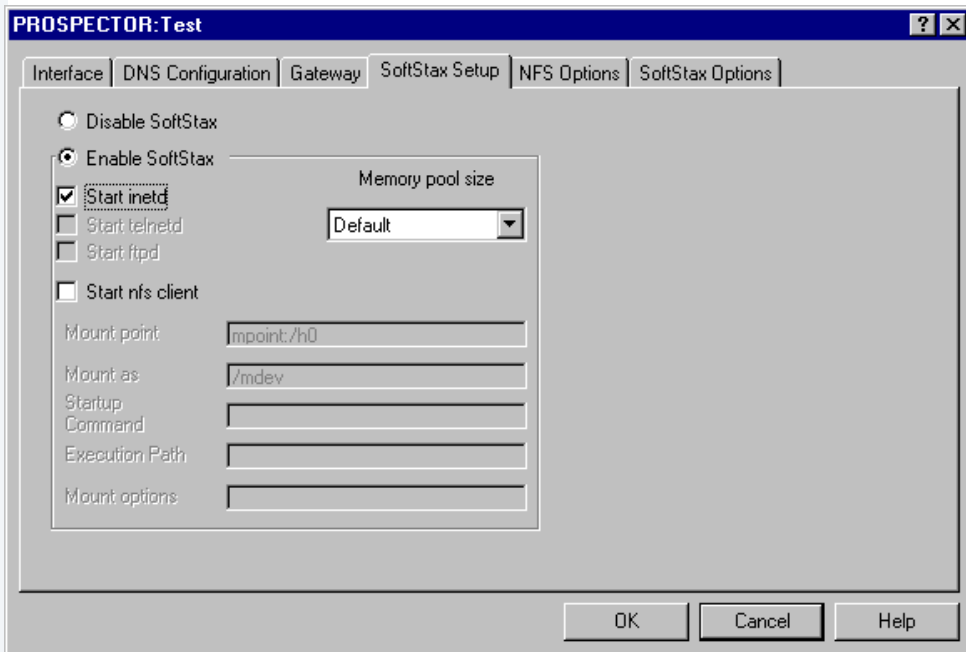 PROSPECTOR:Test
Interface DNS Configuration Gateway SoftStax Setup NFS Options SoftStax Options
Disable SoftStax
Enable SoftStax
Memory pool size
Start inetd
Default
Start telnetd
Start ftpd
Start nfs client
Mount point mpoint:/h0
Mount as /mdev
Startup
Command
Execution Path
Mount options
OK Cancel Help